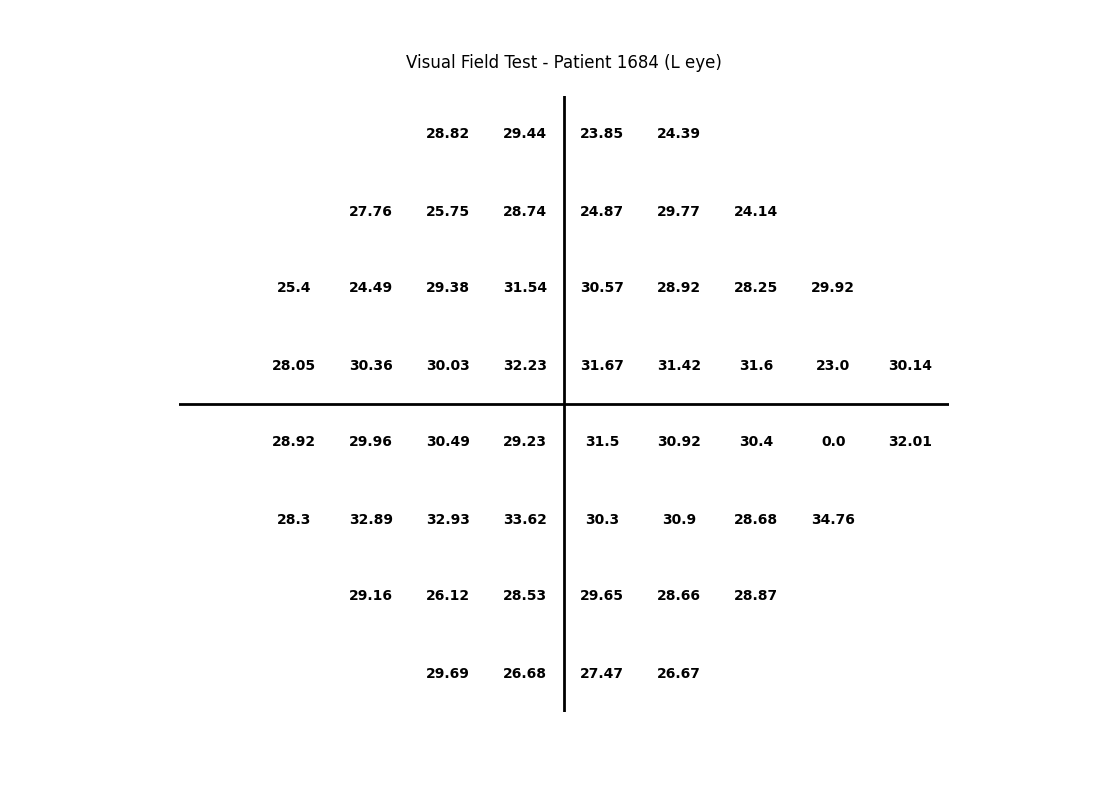 Visual Field Test - Patient 1684 (L eye)
28.82 29.44 23.85 24.39
27.76 25.75 28.74 24.87 29.77 24.14
25.4 24.49 29.38 31.54 30.57 28.92 28.25 29.92
28.05 30.36 30.03 32.23 31.67 31.42 31.6 23.0 30.14
28.92 29.96 30.49 29.23 31.5 30.92 30.4 0.0 32.01
28.3 32.89 32.93 33.62 30.3 30.9 28.68 34.76
29.16 26.12 28.53 29.65 28.66 28.87
29.69 26.68 27.47 26.67